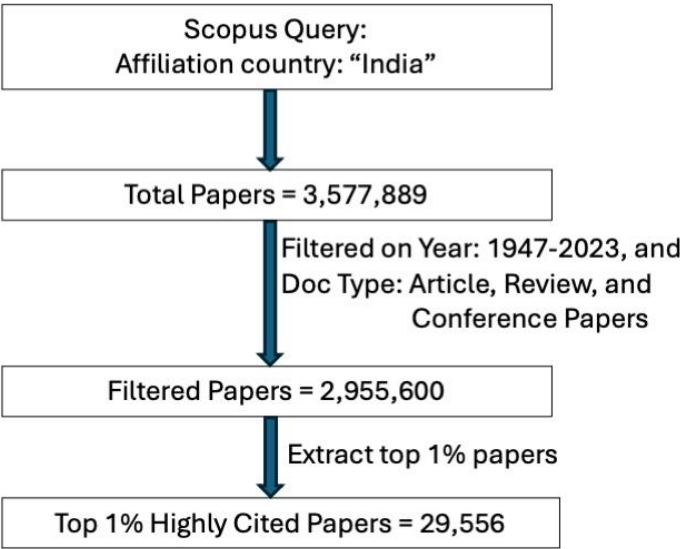 Scopus Query:
Affiliation country: “India”
Total Papers = 3,577,889
Filtered on Year: 1947-2023, and
Doc Type: Article, Review, and
Conference Papers
Filtered Papers = 2,955,600
Extract top 1% papers
Top 1% Highly Cited Papers = 29,556